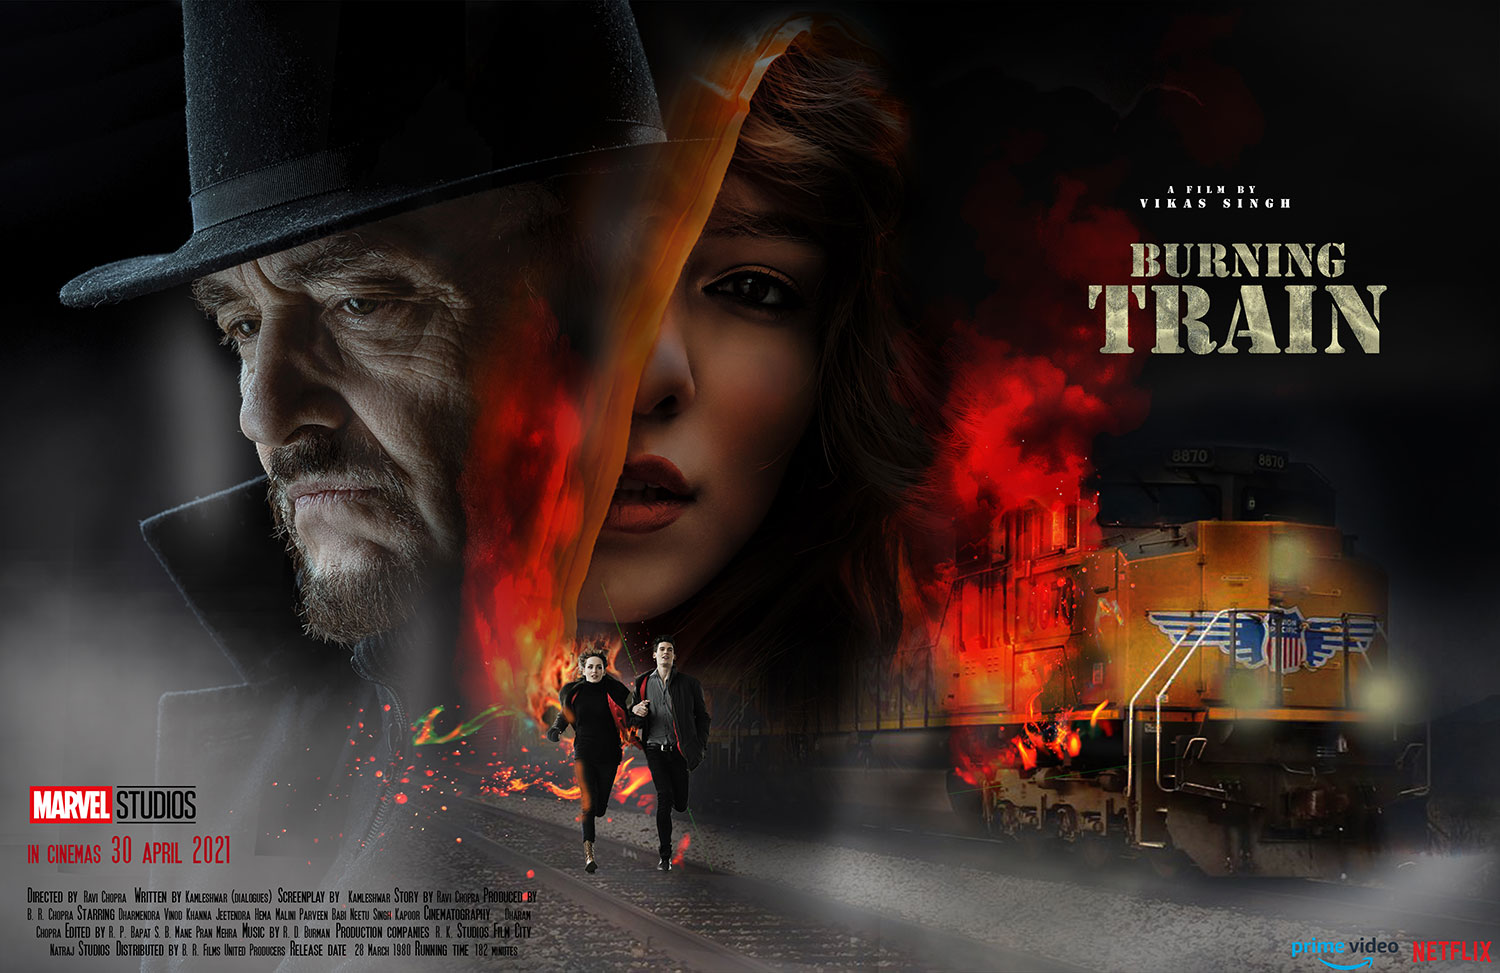 A FILM BY
VIKAS SINGH
BURNING
TRAIN
8870
8870
UNION
PACIFIC
MARVEL STUDIOS
IN CINEMAS 30 APRIL 2021
DIRECTED BY RAVI CHOPRA WRITTEN BY KAMLESHWAR (DIALOGUES) SCREENPLAY BY KAMLESHWAR STORY BY RAVI CHOPRA PRODUCED BY
B. R. CHOPRA STARRING DHARMENDRA VINOD KHANNA JEETENDRA HEMA MALINI PARVEEN BABI NEETU SINGH KAPOOR CINEMATOGRAPHY DHARAM
CHOPRA EDITED BY R. P. BAPAT S. B. MANE PRAN MEHRA MUSIC BY R. D. BURMAN PRODUCTION COMPANIES R. K. STUDIOS FILM CITY
NATRAJ STUDIOS DISTRIBUTED BY B. R. FILMS UNITED PRODUCERS RELEASE DATE 28 MARCH 1980 RUNNING TIME 182 MINUTES
prime video NETFLIX